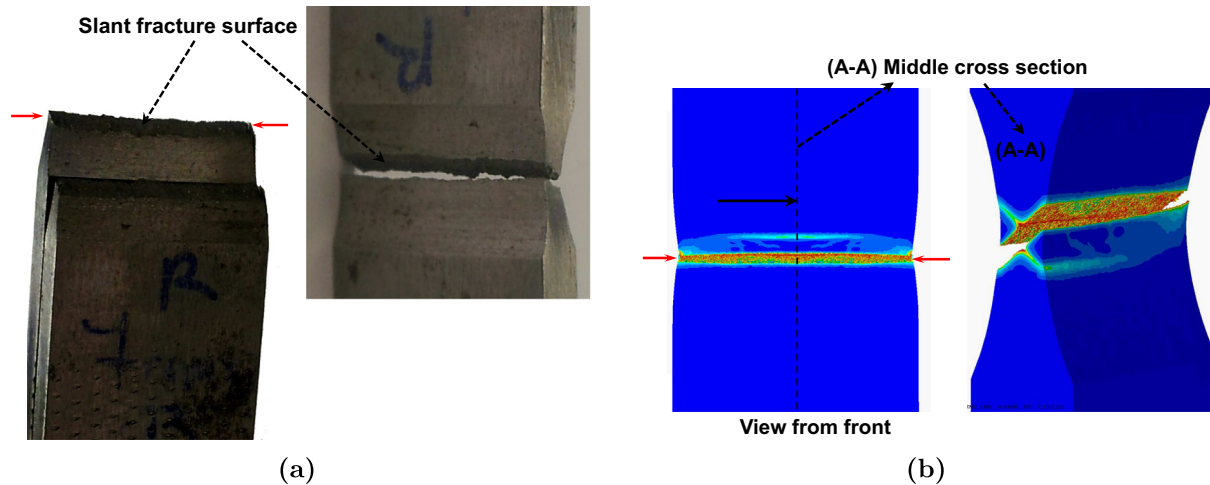 Slant fracture surface
R
R
(A-A) Middle cross section
(A-A)
View from front
(a)
(b)